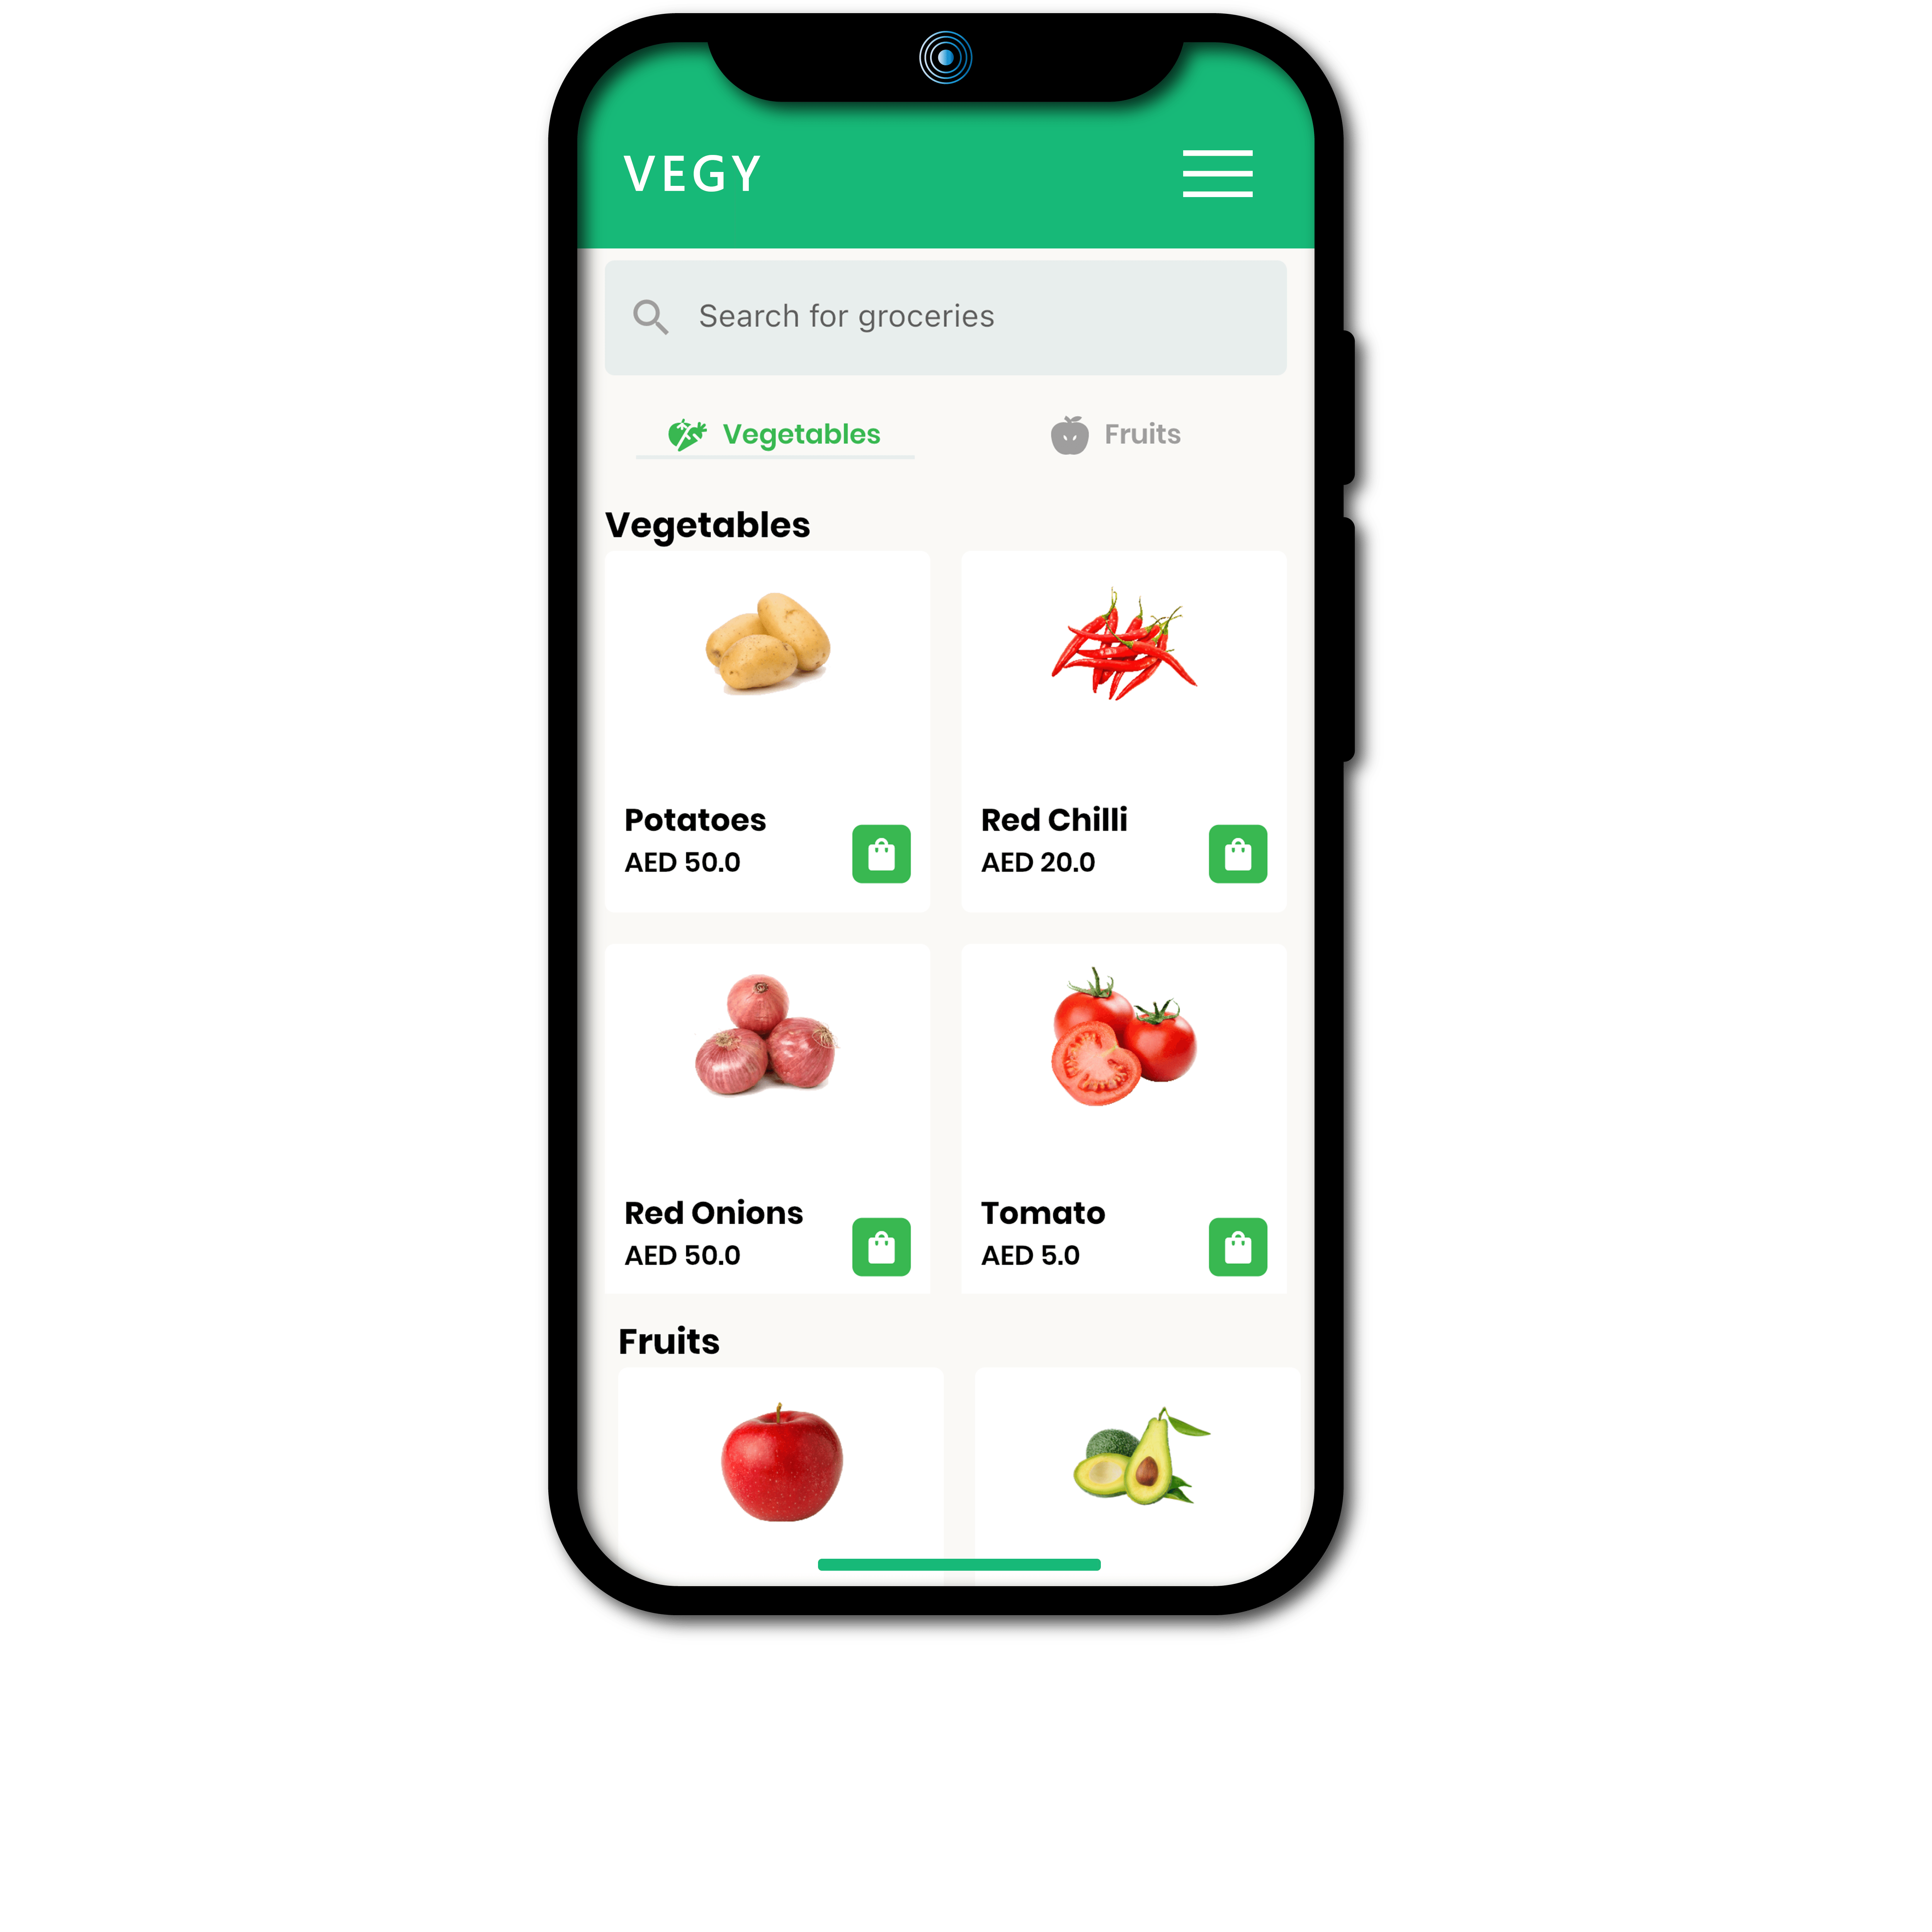 VEGY
Search for groceries
Vegetables
Fruits
Vegetables
Potatoes
AED 50.0
Red Chilli
AED 20.0
Red Onions
AED 50.0
Tomato
AED 5.0
Fruits